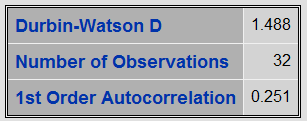 Durbin-Watson D 1.488
Number of Observations 32
1st Order Autocorrelation 0.251